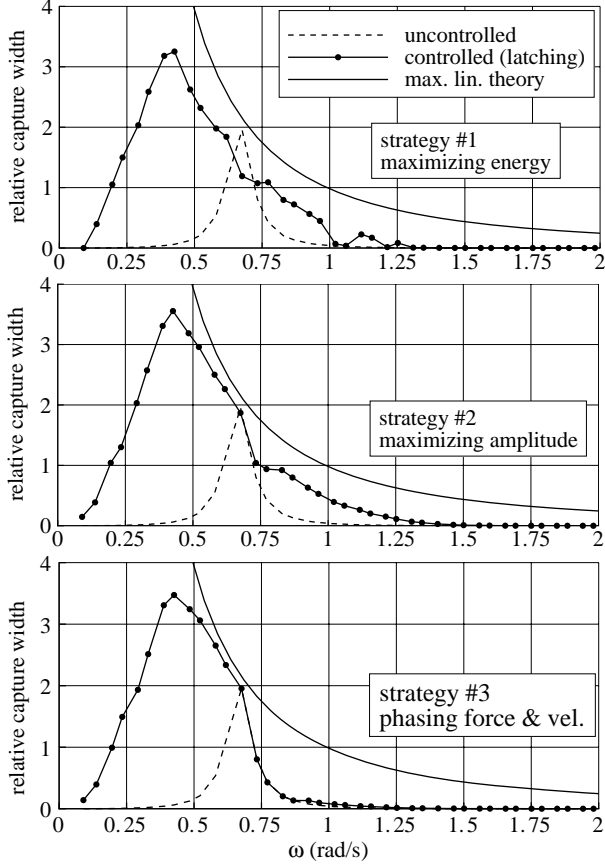 4
3
2
1
0
relative capture width
uncontrolled
controlled (latching)
max. lin. theory
strategy #1
maximizing energy
0 0.25 0.5 0.75 1 1.25 1.5 1.75 2
4
3
2
1
0
relative capture width
strategy #2
maximizing amplitude
0 0.25 0.5 0.75 1 1.25 1.5 1.75 2
4
3
2
1
0
relative capture width
strategy #3
phasing force & vel.
0 0.25 0.5 0.75 1 1.25 1.5 1.75 2
ω (rad/s)